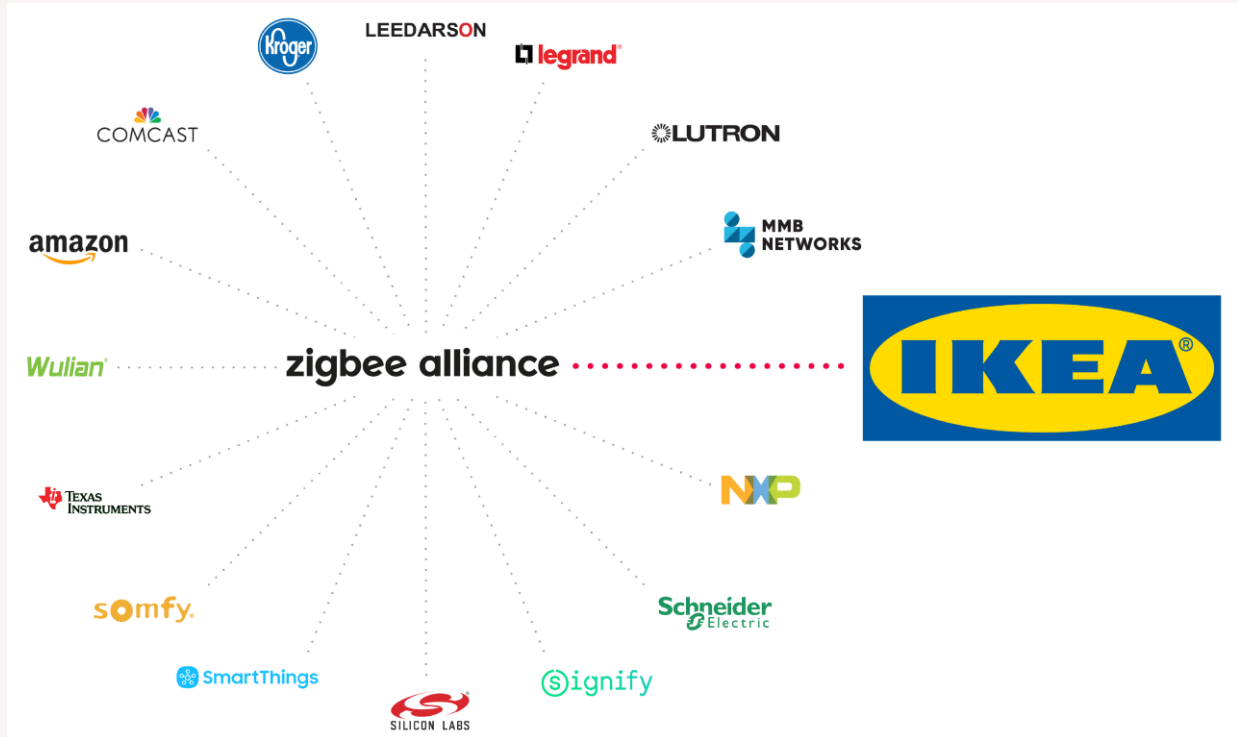 Kroger
LEEDARSON
legrand®
COMCAST
LUTRON
amazon
MMB
NETWORKS
Wulian®
zigbee alliance
IKEA®
TEXAS
INSTRUMENTS
NXP
somfy®
Schneider
Electric
SmartThings
Signify
SILICON LABS